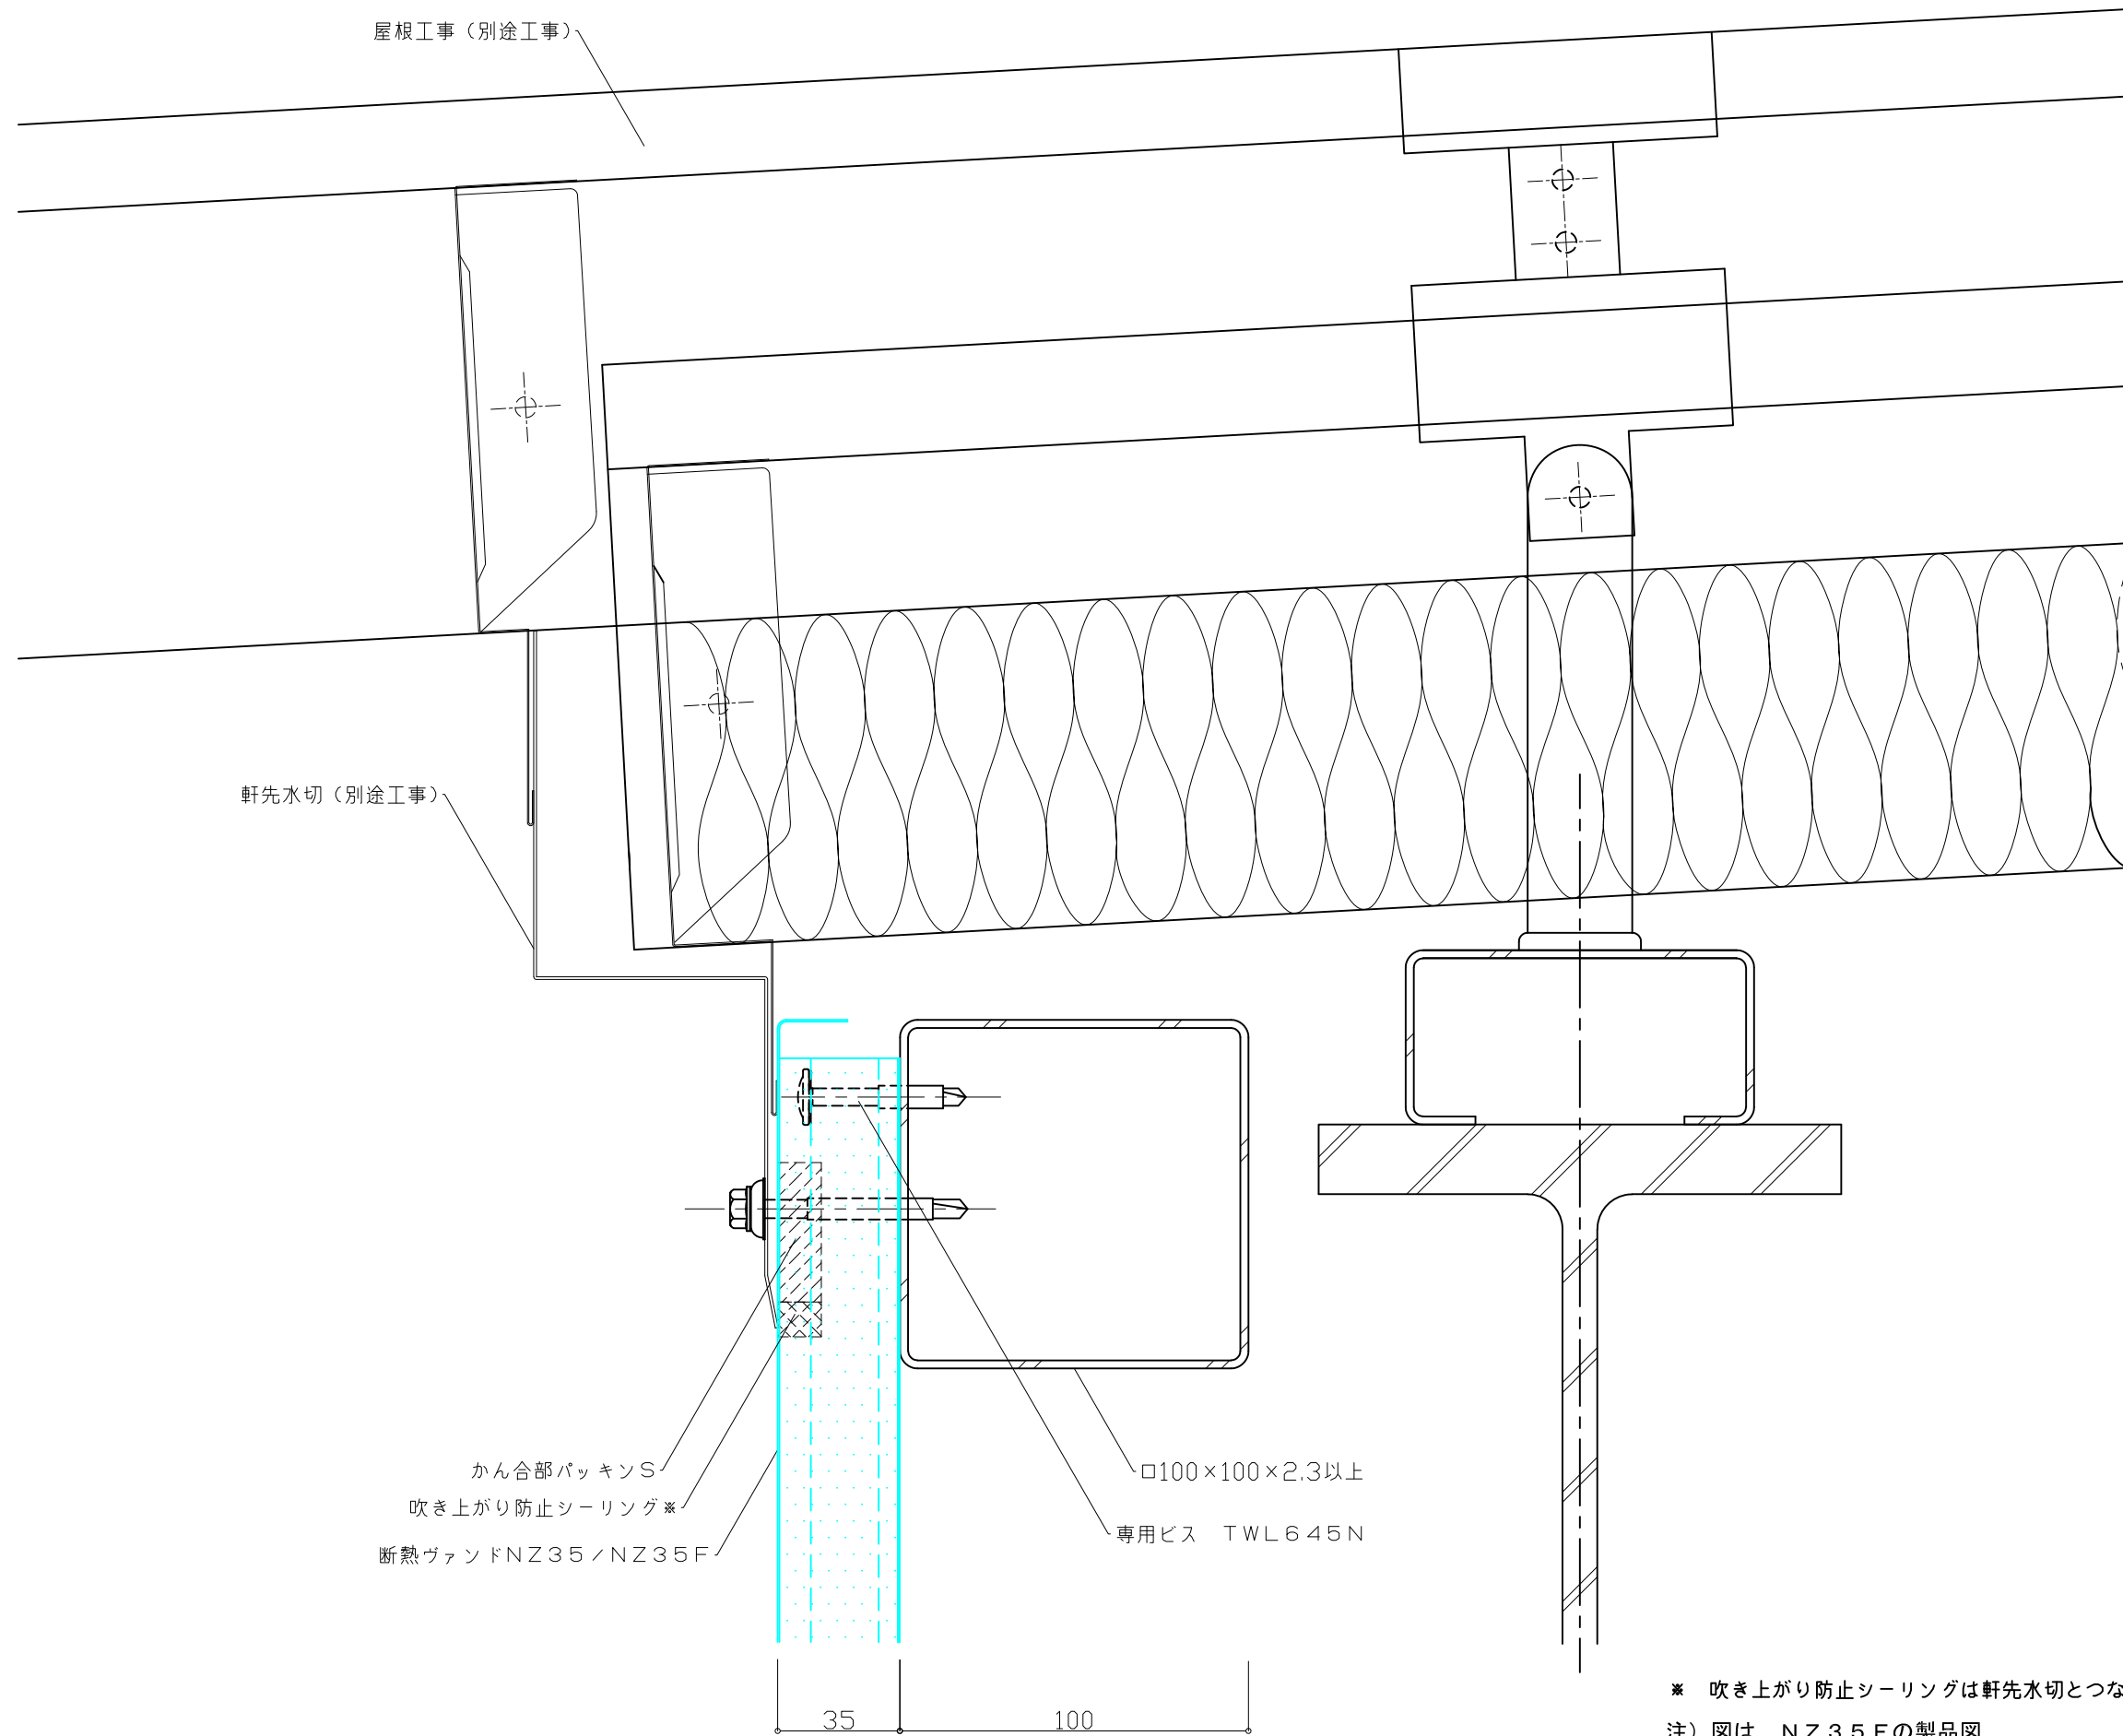 屋根工事（別途工事）
軒先水切（別途工事）
かん合部パッキンＳ
吹き上がり防止シーリング※
断熱ヴァンドＮＺ３５／ＮＺ３５Ｆ
□100×100×2.3以上
専用ビス　ＴＷＬ６４５Ｎ
35
100
※　吹き上がり防止シーリングは軒先水切とつな
注）図は、ＮＺ３５Ｆの製品図